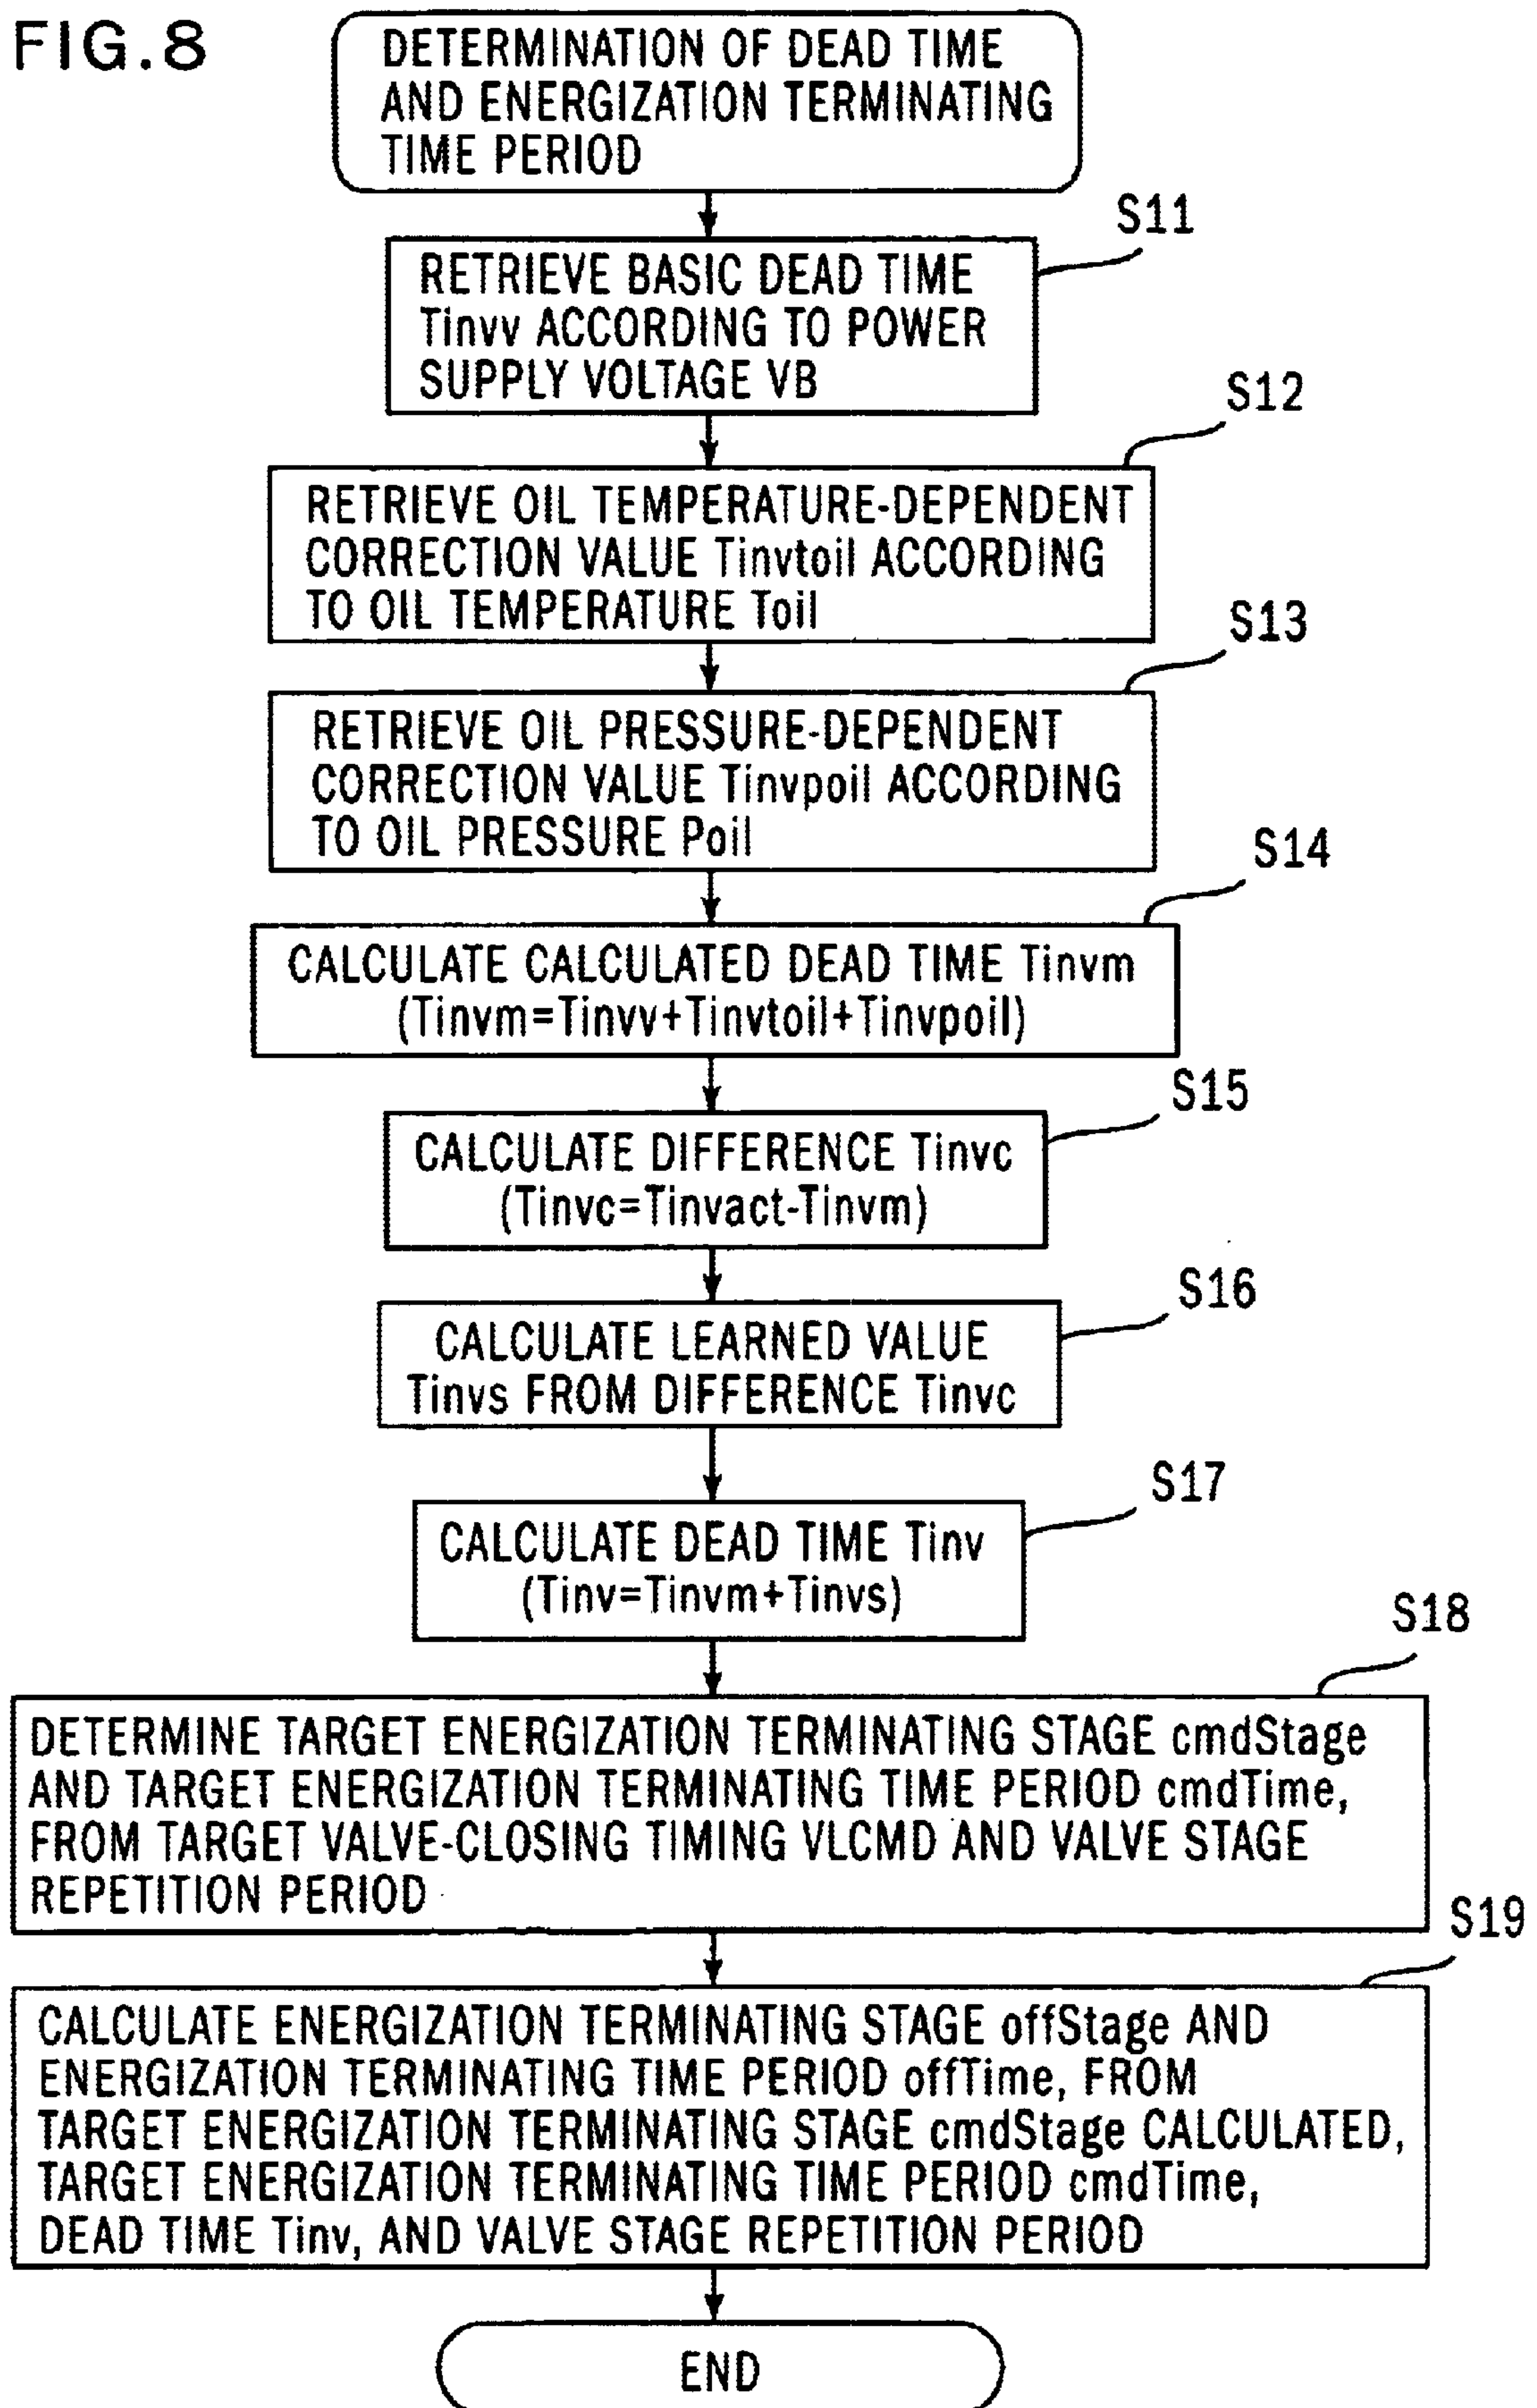 FIG.8
DETERMINATION OF DEAD TIME
AND ENERGIZATION TERMINATING
TIME PERIOD
S11
RETRIEVE BASIC DEAD TIME
Tinvv ACCORDING TO POWER
SUPPLY VOLTAGE VB
S12
RETRIEVE OIL TEMPERATURE-DEPENDENT
CORRECTION VALUE Tinvtoil ACCORDING
TO OIL TEMPERATURE Toil
S13
RETRIEVE OIL PRESSURE-DEPENDENT
CORRECTION VALUE Tinvpoil ACCORDING
TO OIL PRESSURE Poil
S14
CALCULATE CALCULATED DEAD TIME Tinvm
(Tinvm=Tinvv+Tinvtoil+Tinvpoil)
S15
CALCULATE DIFFERENCE Tinvc
(Tinvc=Tinvact-Tinvm)
S16
CALCULATE LEARNED VALUE
Tinvs FROM DIFFERENCE Tinvc
S17
CALCULATE DEAD TIME Tinv
(Tinv=Tinvm+Tinvs)
S18
DETERMINE TARGET ENERGIZATION TERMINATING STAGE cmdStage
AND TARGET ENERGIZATION TERMINATING TIME PERIOD cmdTime,
FROM TARGET VALVE-CLOSING TIMING VLCMD AND VALVE STAGE
REPETITION PERIOD
S19
CALCULATE ENERGIZATION TERMINATING STAGE offStage AND
ENERGIZATION TERMINATING TIME PERIOD offTime, FROM
TARGET ENERGIZATION TERMINATING STAGE cmdStage CALCULATED,
TARGET ENERGIZATION TERMINATING TIME PERIOD cmdTime,
DEAD TIME Tinv, AND VALVE STAGE REPETITION PERIOD
END